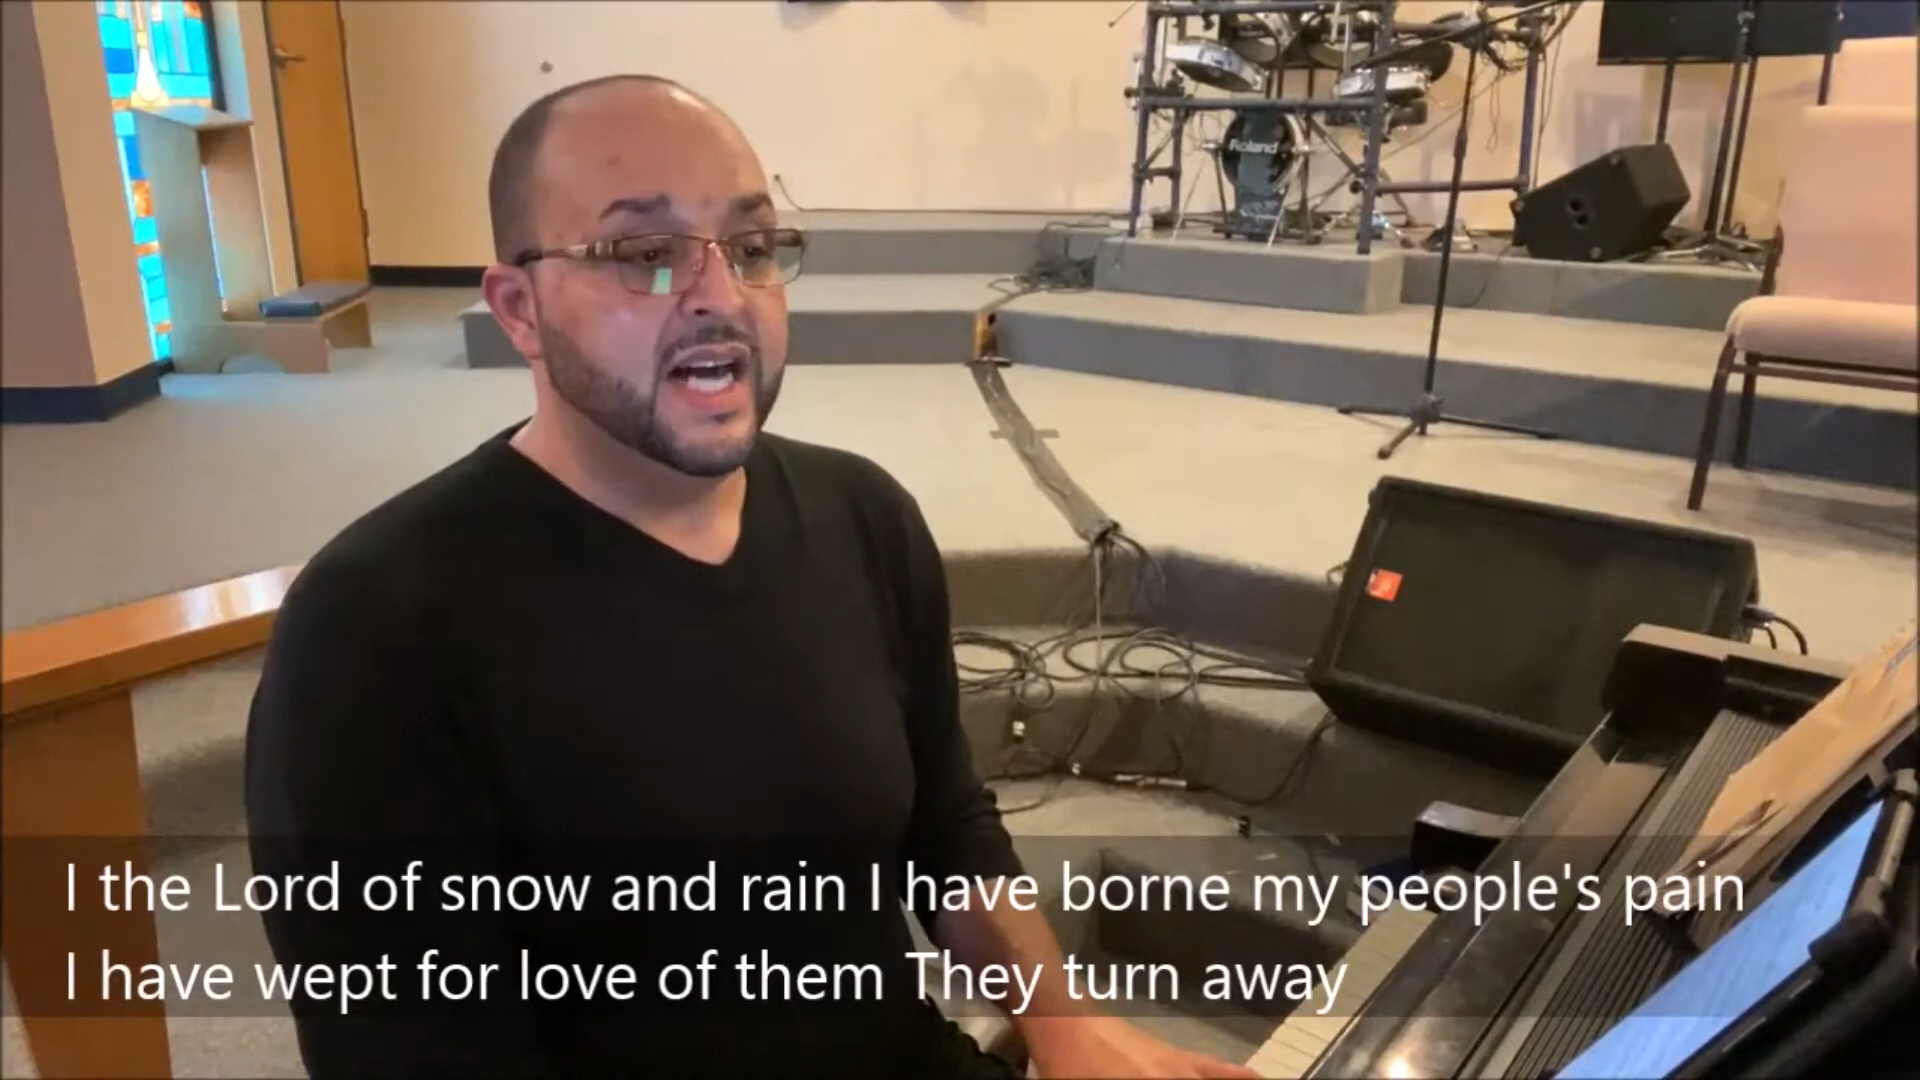 Roland
I the Lord of snow and rain I have borne my people's pain
I have wept for love of them They turn away